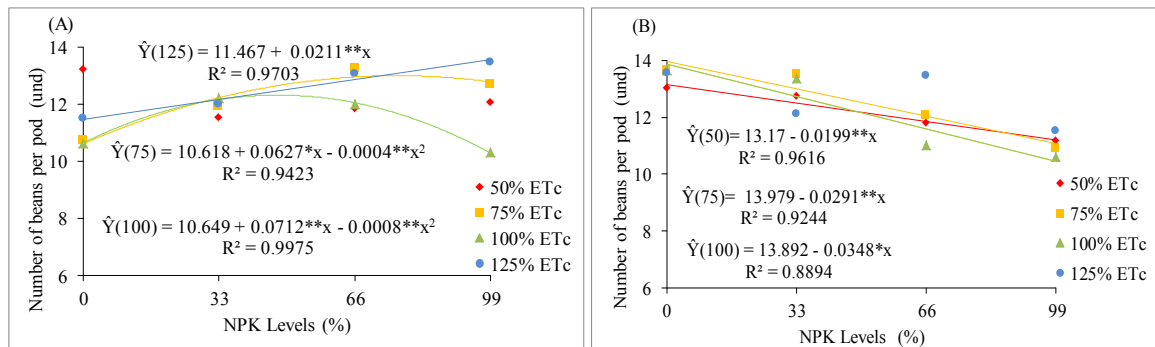 (A)
Number of beans per pod (und)
14
12
10
8
6
Ŷ(125) = 11.467 + 0.0211**x
R² = 0.9703
Ŷ(75) = 10.618 + 0.0627*x - 0.0004**x²
R² = 0.9423
Ŷ(100) = 10.649 + 0.0712**x - 0.0008**x²
R² = 0.9975
50% ETc
75% ETc
100% ETc
125% ETc
0 33 66 99
NPK Levels (%)
(B)
Number of beans per pod (und)
14
12
10
8
6
Ŷ(50)= 13.17 - 0.0199**x
R² = 0.9616
Ŷ(75)= 13.979 - 0.0291**x
R² = 0.9244
Ŷ(100) = 13.892 - 0.0348*x
R² = 0.8894
50% ETc
75% ETc
100% ETc
125% ETc
0 33 66 99
NPK Levels (%)